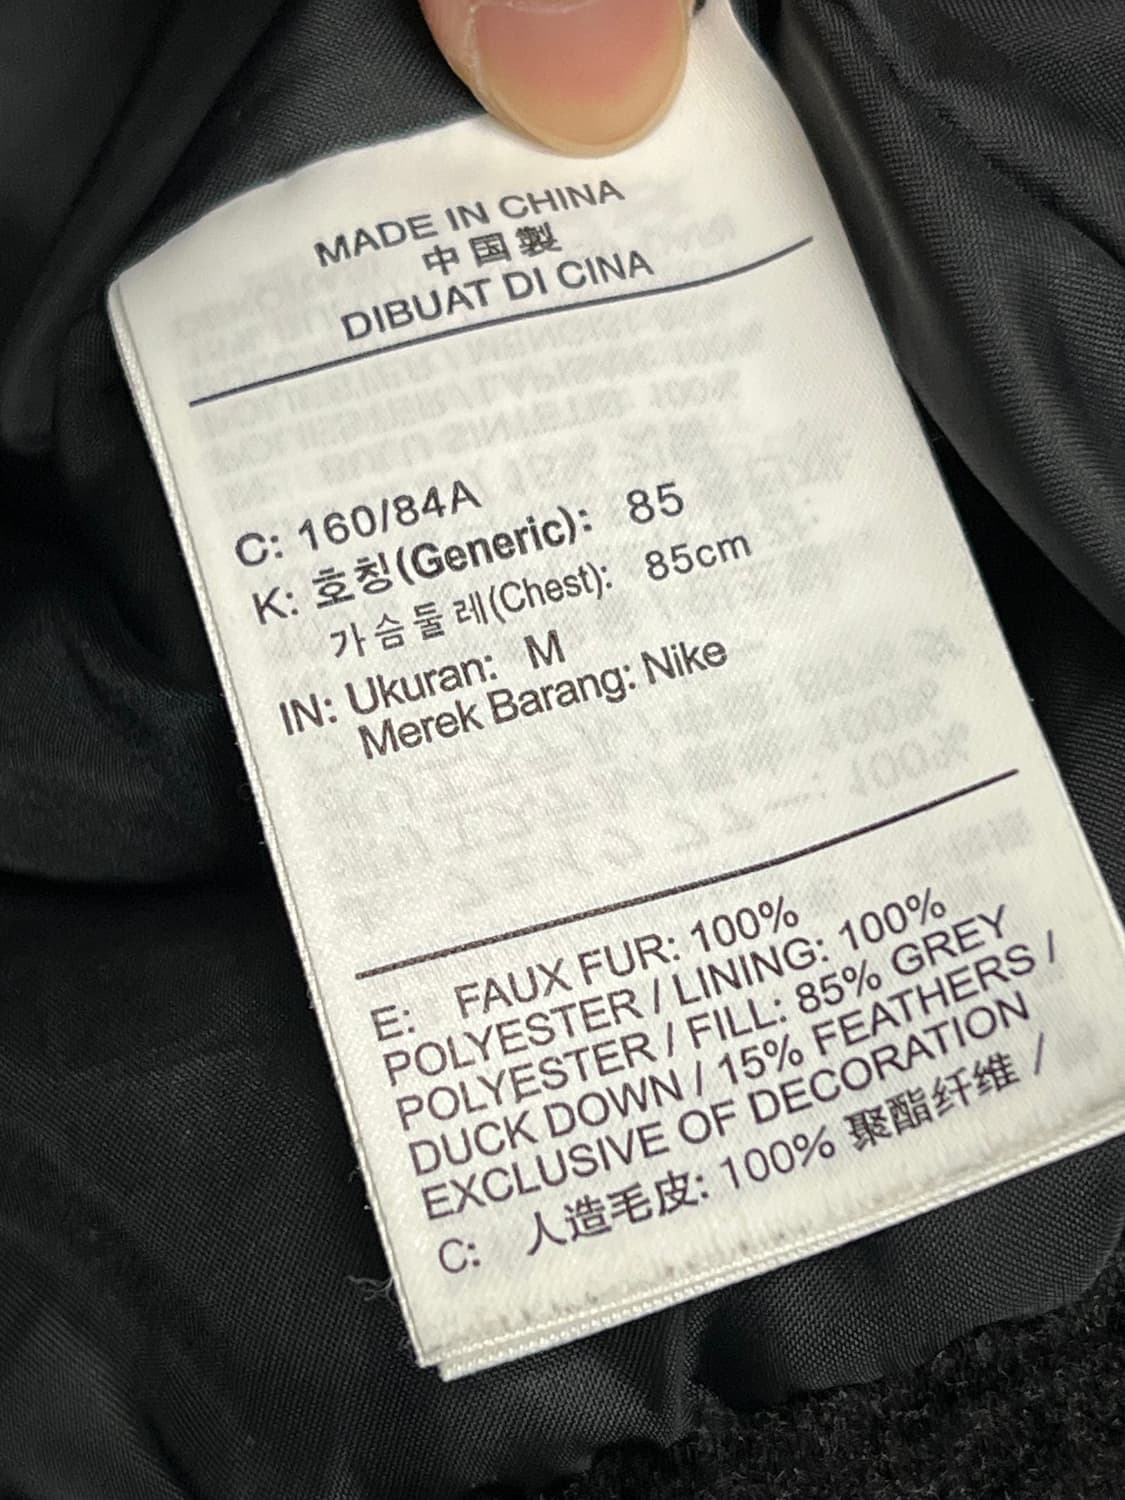 MADE IN CHINA
中国製
DIBUAT DI CINA
C: 160/84A
K: 호칭(Generic): 85
가슴둘레(Chest): 85cm
IN: Ukuran: M
Merek Barang: Nike
E: FAUX FUR: 100%
POLYESTER / LINING: 100%
POLYESTER / FILL: 85% GREY
DUCK DOWN / 15% FEATHERS /
EXCLUSIVE OF DECORATION
C: 人造毛皮: 100% 聚酯纤维 /